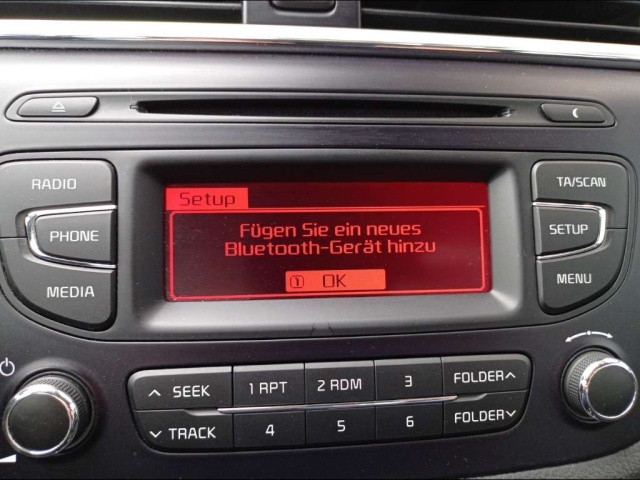 RADIO
PHONE
MEDIA
Setup
Fügen Sie ein neues
Bluetooth-Gerät hinzu
1 OK
TA/SCAN
SETUP
MENU
SEEK
1 RPT
2 RDM
3
FOLDER
TRACK
4
5
6
FOLDER